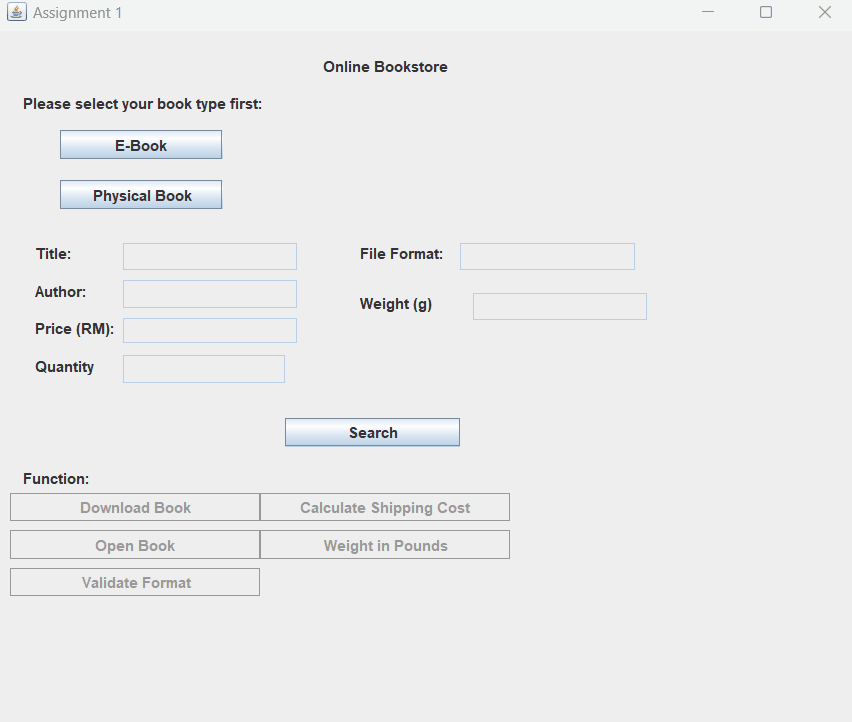 Assignment 1
Online Bookstore
Please select your book type first:
E-Book
Physical Book
Title:
File Format:
Author:
Weight (g)
Price (RM):
Quantity
Search
Function:
Download Book
Calculate Shipping Cost
Open Book
Weight in Pounds
Validate Format